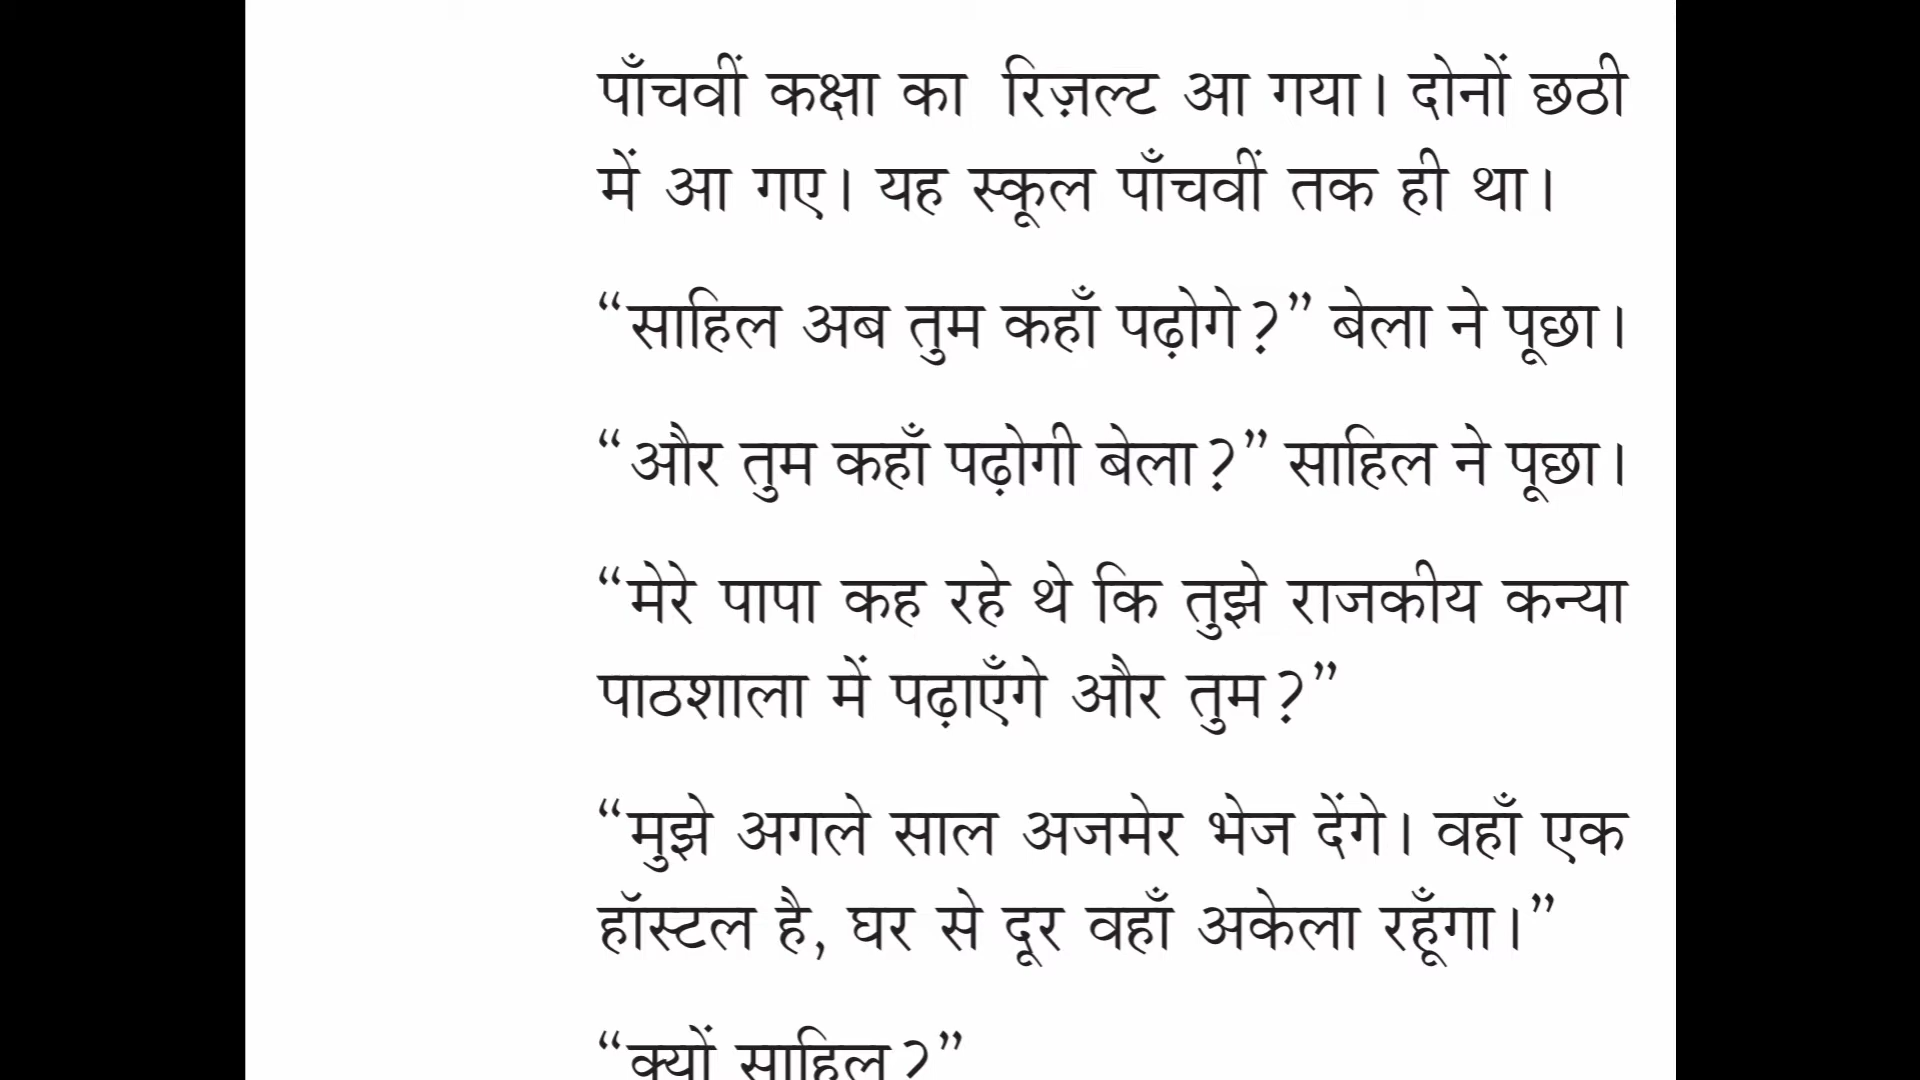 पाँचवीं कक्षा का रिज़ल्ट आ गया। दोनों छठी
में आ गए। यह स्कूल पाँचवीं तक ही था।
“साहिल अब तुम कहाँ पढ़ोगे?” बेला ने पूछा।
“और तुम कहाँ पढ़ोगी बेला?” साहिल ने पूछा।
“मेरे पापा कह रहे थे कि तुझे राजकीय कन्या
पाठशाला में पढ़ाएँगे और तुम?”
“मुझे अगले साल अजमेर भेज देंगे। वहाँ एक
हॉस्टल है, घर से दूर वहाँ अकेला रहूँगा।”
“क्यों साहिल?”